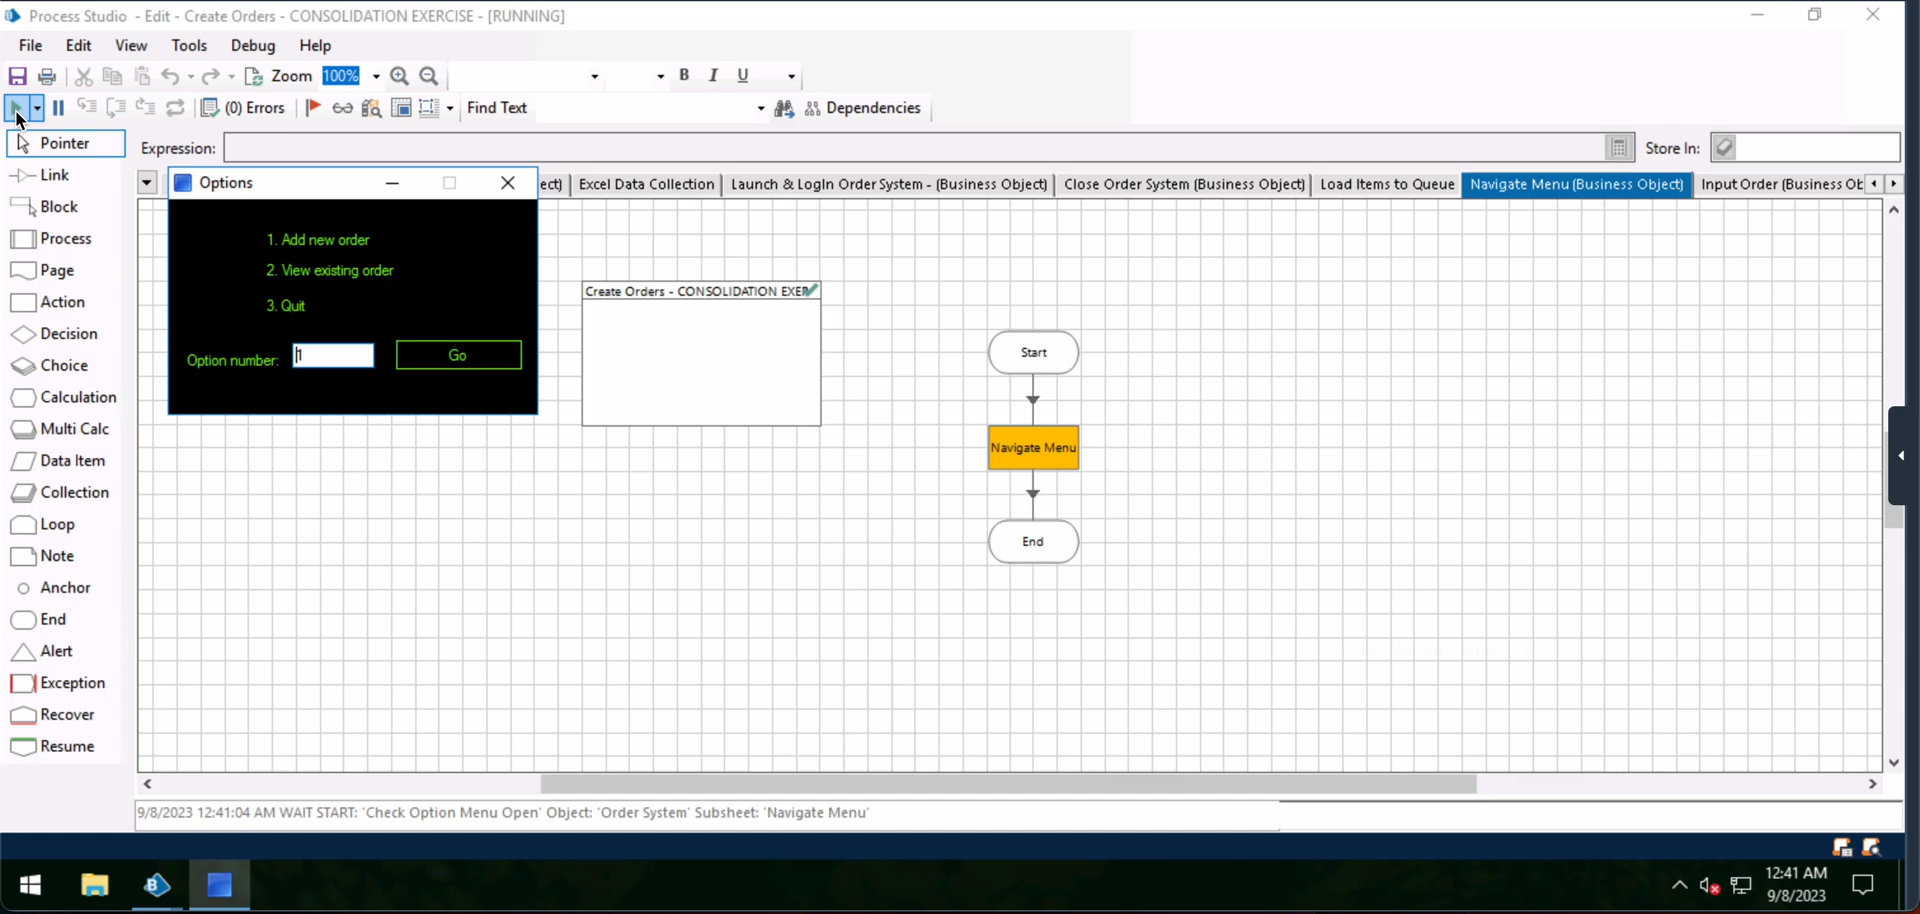 Process Studio - Edit - Create Orders - CONSOLIDATION EXERCISE - [RUNNING]
File Edit View Tools Debug Help
Zoom 100% B I U
(0) Errors Find Text Dependencies
Pointer
Expression: Store In:
Link
Options
ect) Excel Data Collection Launch & LogIn Order System - (Business Object) Close Order System (Business Object) Load Items to Queue Navigate Menu (Business Object) Input Order (Business Ob
Block
Process
Page
Action
Decision
Choice
Calculation
Multi Calc
Data Item
Collection
Loop
Note
Anchor
End
Alert
Exception
Recover
Resume
1. Add new order
2. View existing order
3. Quit
Option number: 1 Go
Create Orders - CONSOLIDATION EXER
Start
Navigate Menu
End
9/8/2023 12:41:04 AM WAIT START: 'Check Option Menu Open' Object: 'Order System' Subsheet: 'Navigate Menu'
12:41 AM
9/8/2023